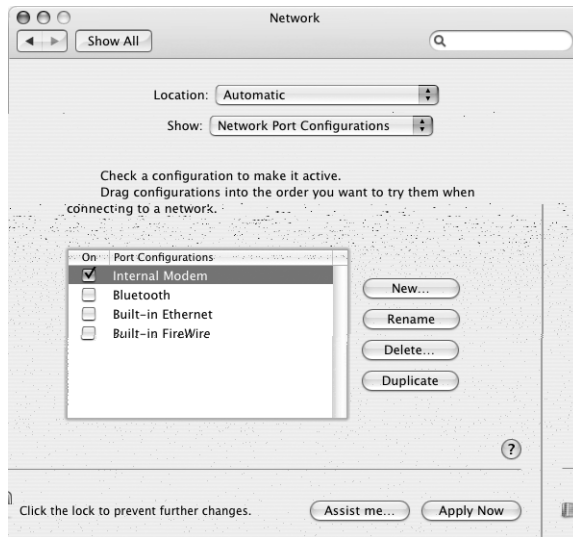 Network
Show All
Location: Automatic
Show: Network Port Configurations
Check a configuration to make it active.
Drag configurations into the order you want to try them when
connecting to a network.
On Port Configurations
Internal Modem
Bluetooth
Built-in Ethernet
Built-in FireWire
New...
Rename
Delete...
Duplicate
?
Click the lock to prevent further changes.
Assist me...
Apply Now